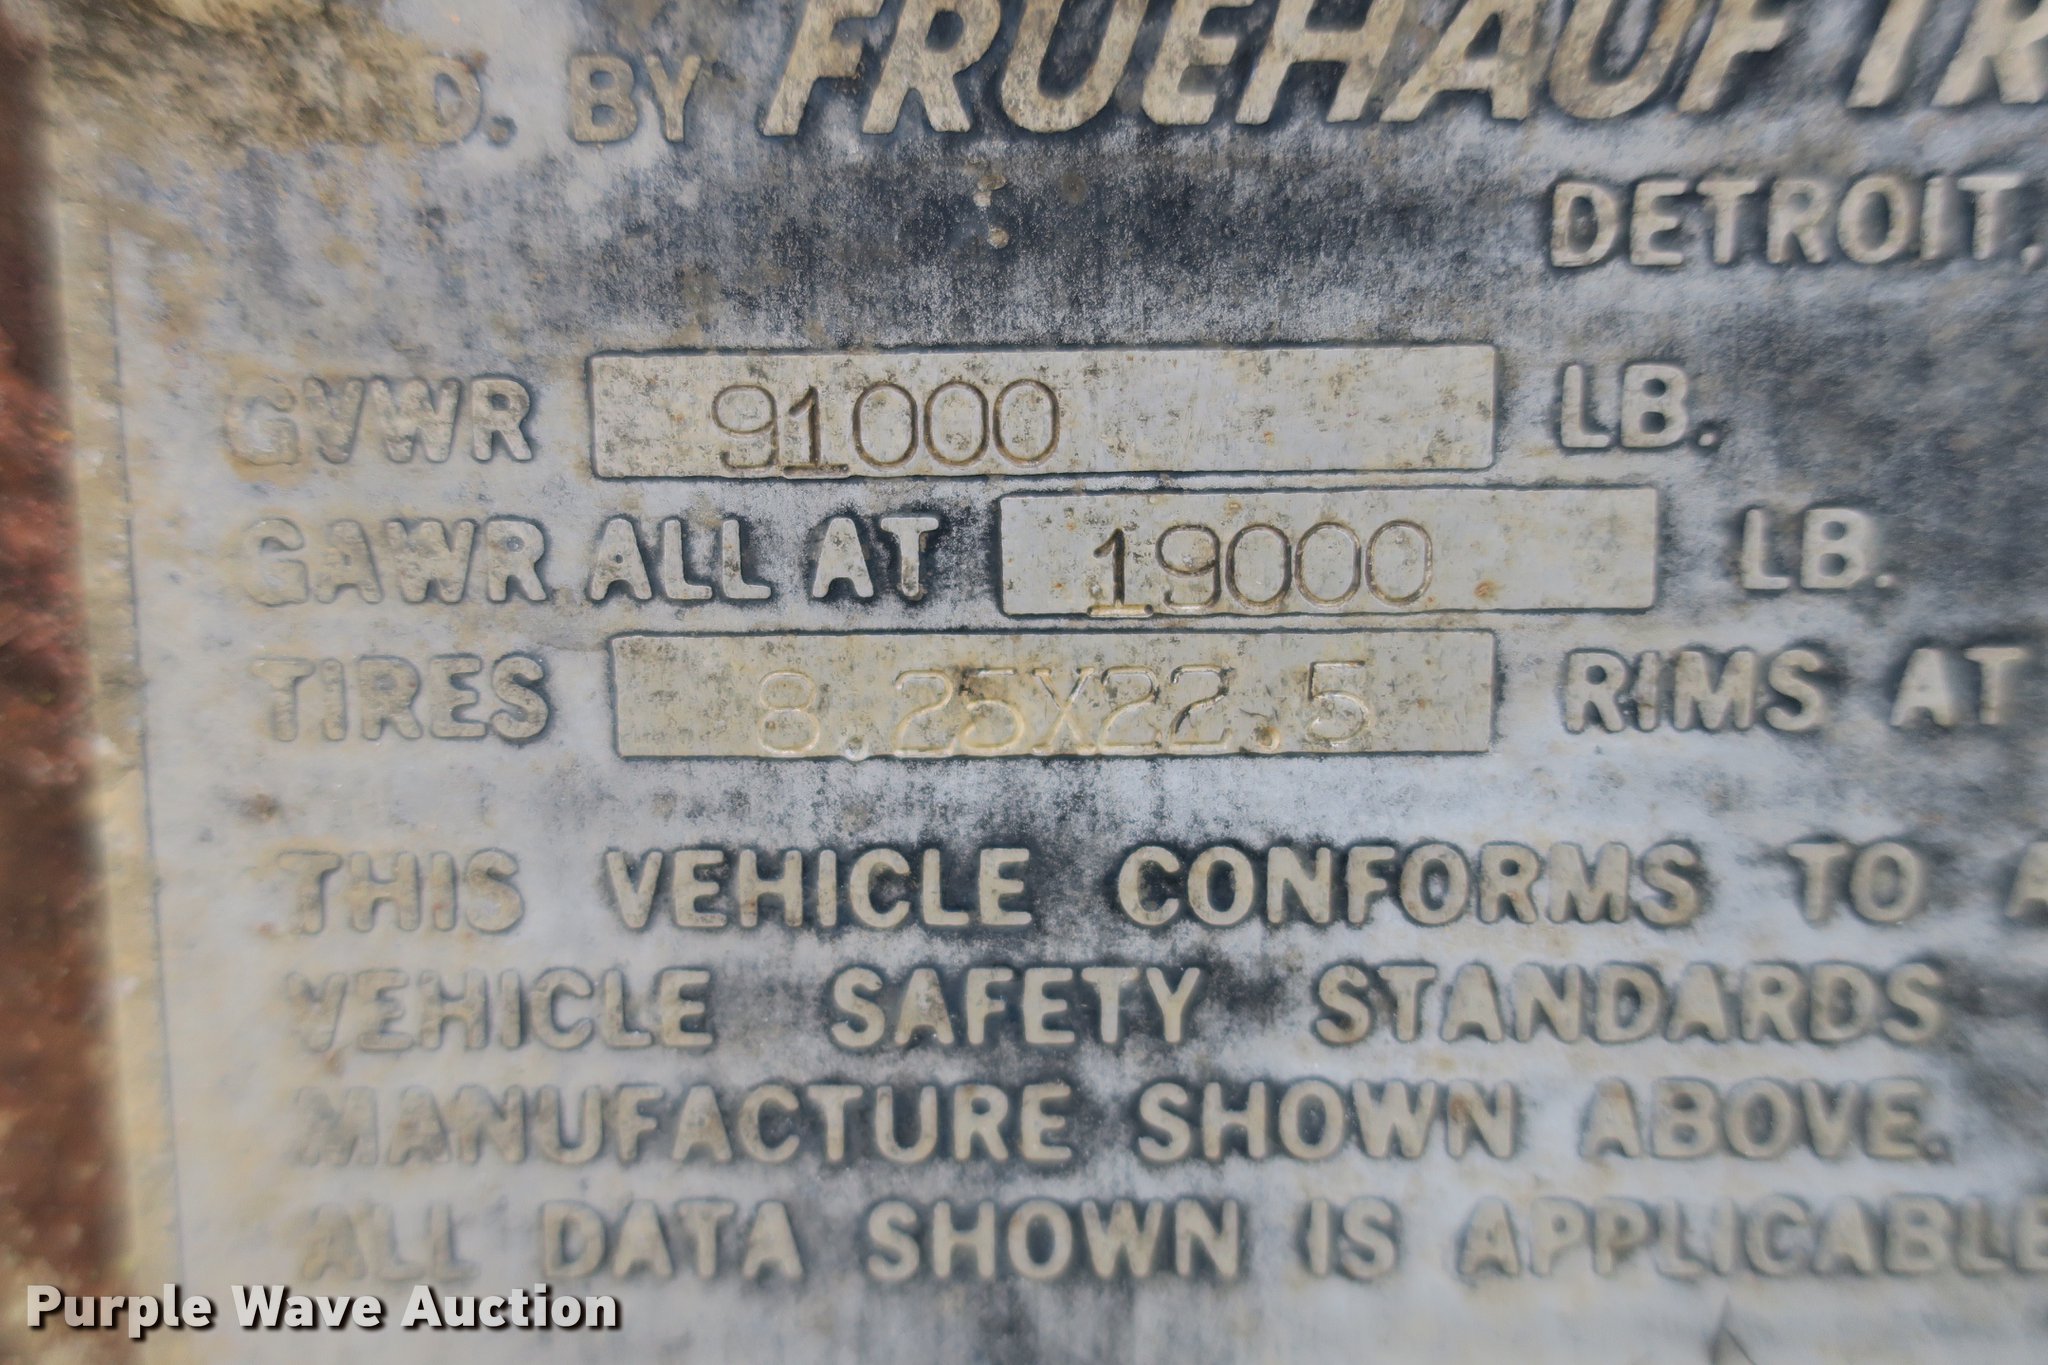 BY FRUEHAUF TR
DETROIT,
GVWR 91000 LB.
GAWR ALL AT 19000 LB.
TIRES 8.25X22.5 RIMS AT
THIS VEHICLE CONFORMS TO A
VEHICLE SAFETY STANDARDS
MANUFACTURE SHOWN ABOVE.
ALL DATA SHOWN IS APPLICABLE
Purple Wave Auction